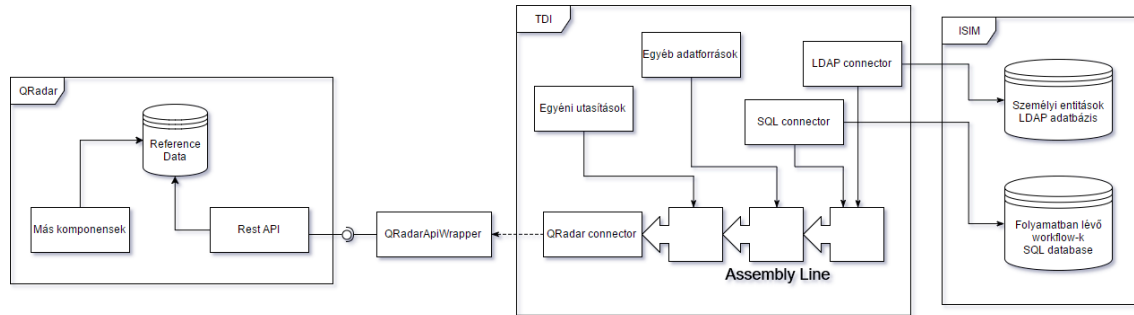 QRadar
Reference
Data
Más komponensek
Rest API
QRadarApiWrapper
TDI
Egyéb adatforrások
Egyéni utasítások
LDAP connector
SQL connector
QRadar connector
Assembly Line
ISIM
Személyi entitások
LDAP adatbázis
Folyamatban lévő
workflow-k
SQL database